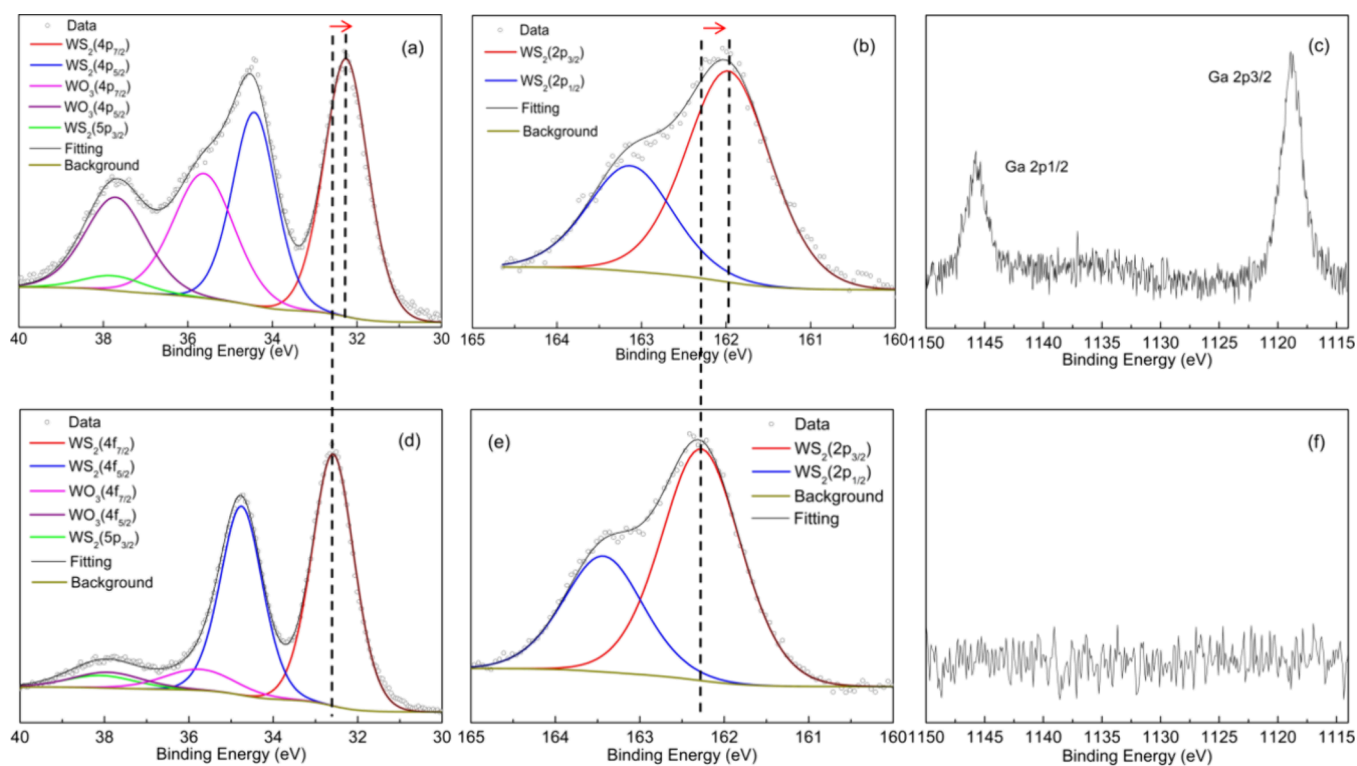 Data
WS₂(4p₇/₂)
WS₂(4p₅/₂)
WO₃(4p₇/₂)
WO₃(4p₅/₂)
WS₂(5p₃/₂)
Fitting
Background
(a)
40 38 36 34 32 30
Binding Energy (eV)
Data
WS₂(2p₃/₂)
WS₂(2p₁/₂)
Fitting
Background
(b)
165 164 163 162 161 160
Binding Energy (eV)
(c)
Ga 2p3/2
Ga 2p1/2
1150 1145 1140 1135 1130 1125 1120 1115
Binding Energy (eV)
Data
WS₂(4f₇/₂)
WS₂(4f₅/₂)
WO₃(4f₇/₂)
WO₃(4f₅/₂)
WS₂(5p₃/₂)
Fitting
Background
(d)
40 38 36 34 32 30
Binding Energy (eV)
(e)
Data
WS₂(2p₃/₂)
WS₂(2p₁/₂)
Background
Fitting
165 164 163 162 161 160
Binding Energy (eV)
(f)
1150 1145 1140 1135 1130 1125 1120 1115
Binding Energy (eV)